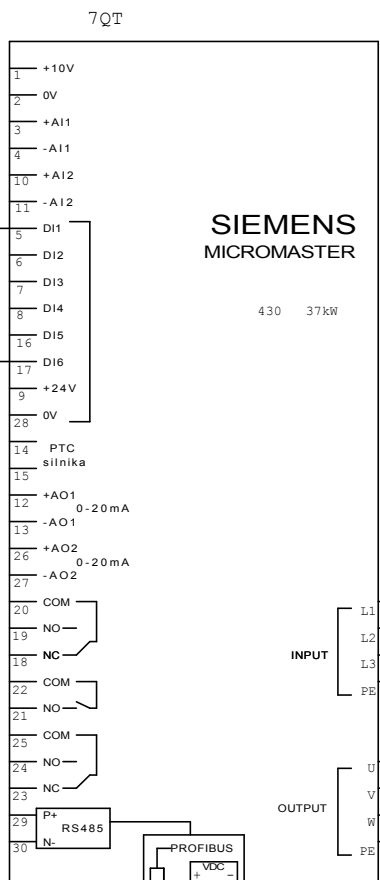 7QT
1 +10V
2 0V
3 +AI1
4 -AI1
10 +AI2
11 -AI2
5 DI1
6 DI2
7 DI3
8 DI4
16 DI5
17 DI6
9 +24V
28 0V
14 PTC
silnika
15
12 +AO1
0-20mA
13 -AO1
26 +AO2
0-20mA
27 -AO2
20 COM
19 NO
18 NC
22 COM
21 NO
25 COM
24 NO
23 NC
29 P+
RS485
30 N-
PROFIBUS
VDC
+ -
SIEMENS
MICROMASTER
430 37kW
INPUT
L1
L2
L3
PE
OUTPUT
U
V
W
PE